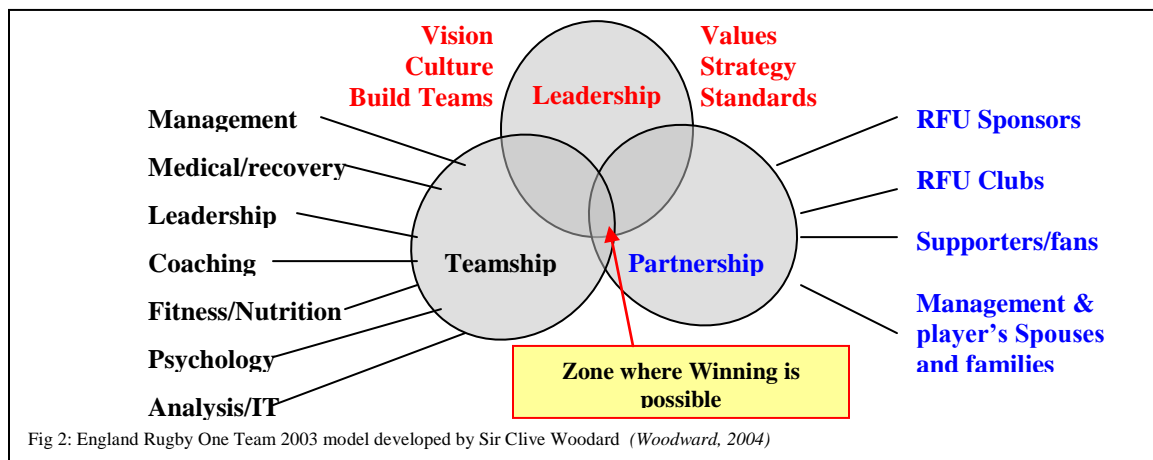 Vision
Culture
Build Teams
Values
Strategy
Standards
Leadership
Management
Medical/recovery
Leadership
Coaching
Fitness/Nutrition
Psychology
Analysis/IT
Teamship
Partnership
RFU Sponsors
RFU Clubs
Supporters/fans
Management &
player's Spouses
and families
Zone where Winning is
possible
Fig 2: England Rugby One Team 2003 model developed by Sir Clive Woodard (Woodward, 2004)